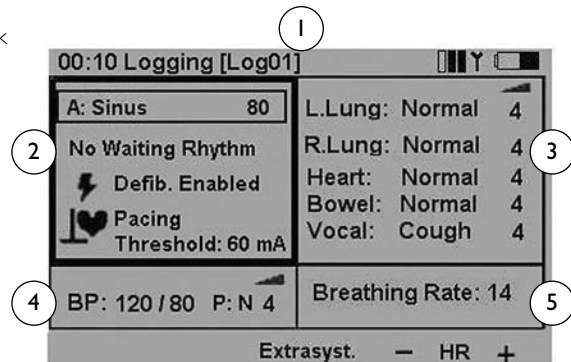 1
00:10 Logging [Log01]
A: Sinus 80
No Waiting Rhythm
Defib. Enabled
Pacing
Threshold: 60 mA
2
L.Lung: Normal 4
R.Lung: Normal 4
Heart: Normal 4
Bowel: Normal 4
Vocal: Cough 4
3
BP: 120 / 80 P: N 4
4
Breathing Rate: 14
5
Extrasyst. – HR +